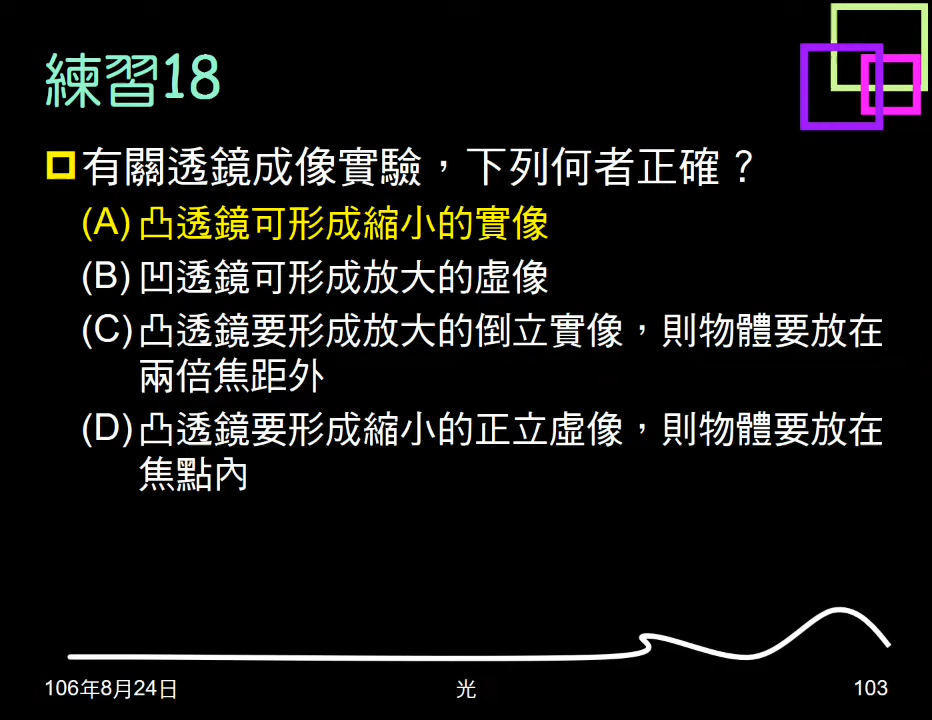 練習18
有關透鏡成像實驗，下列何者正確？
(A) 凸透鏡可形成縮小的實像
(B) 凹透鏡可形成放大的虛像
(C) 凸透鏡要形成放大的倒立實像，則物體要放在
兩倍焦距外
(D) 凸透鏡要形成縮小的正立虛像，則物體要放在
焦點內
106年8月24日
光
103